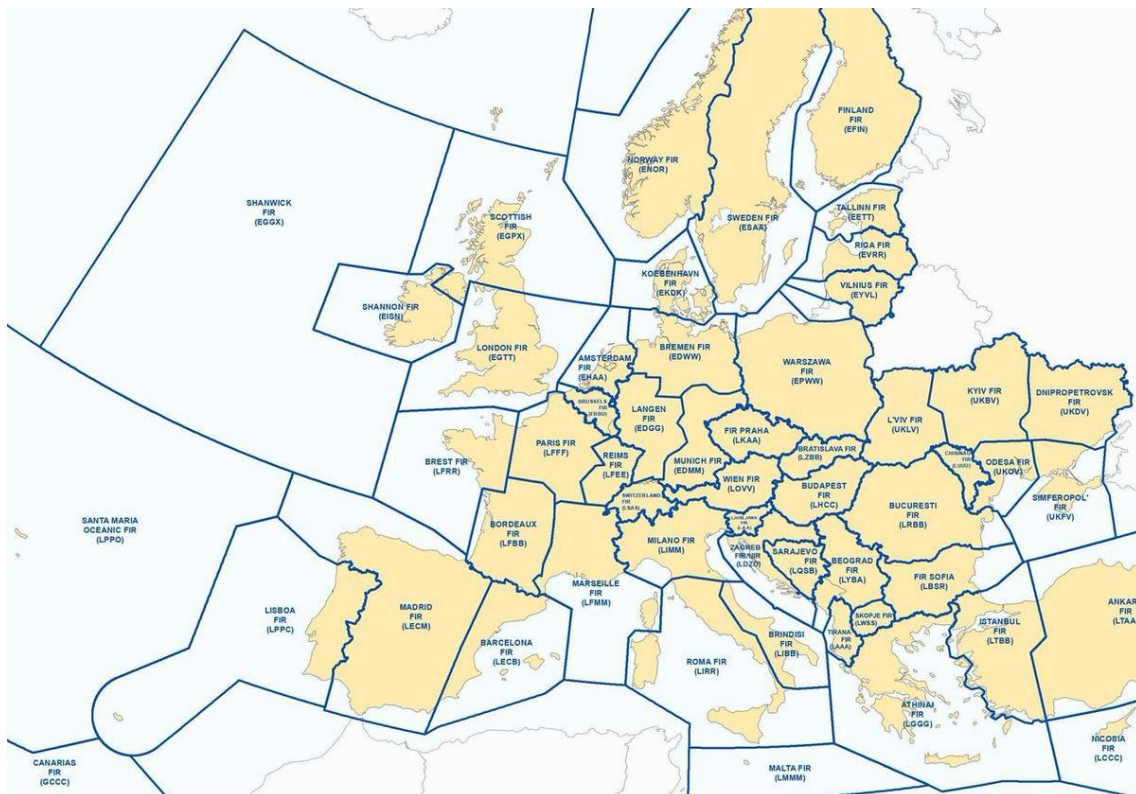 FINLAND
FIR
(EFIN)
NORWAY FIR
(ENOR)
SHANWICK
FIR
(EGGX)
SCOTTISH
FIR
(EGPX)
SWEDEN FIR
(ESAA)
TALLINN FIR
(EETT)
RIGA FIR
(EVRR)
KOEBENHAVN
FIR
(EKDK)
VILNIUS FIR
(EYVL)
SHANNON FIR
(EISN)
LONDON FIR
(EGTT)
AMSTERDAM
FIR
(EHAA)
BREMEN FIR
(EDWW)
WARSZAWA
FIR
(EPWW)
KYIV FIR
(UKBV)
DNIPROPETROVSK
FIR
(UKDV)
BRUSSELS
FIR
(EBBU)
LANGEN
FIR
(EDGG)
L'VIV FIR
(UKLV)
FIR PRAHA
(LKAA)
PARIS FIR
(LFFF)
REIMS
FIR
(LFEE)
BREST FIR
(LFRR)
MUNICH FIR
(EDMM)
BRATISLAVA FIR
(LZBB)
CHISINAU
FIR
(LUUU)
ODESA FIR
(UKOV)
WIEN FIR
(LOVV)
BUDAPEST
FIR
(LHCC)
SWITZERLAND
FIR
(LSAS)
BUCURESTI
FIR
(LRBB)
SIMFEROPOL'
FIR
(UKFV)
SANTA MARIA
OCEANIC FIR
(LPPO)
BORDEAUX
FIR
(LFBB)
LJUBLJANA
FIR
(LJLA)
MILANO FIR
(LIMM)
ZAGREB
FIR/UIR
(LDZO)
SARAJEVO
FIR
(LQSB)
BEOGRAD
FIR
(LYBA)
FIR SOFIA
(LBSR)
MARSEILLE
FIR
(LFMM)
LISBOA
FIR
(LPPC)
MADRID
FIR
(LECM)
BARCELONA
FIR
(LECB)
SKOPJE FIR
(LWSS)
TIRANA
FIR
(LAAA)
ISTANBUL
FIR
(LTBB)
ANKAR
FIR
(LTAA
BRINDISI
FIR
(LIBB)
ROMA FIR
(LIRR)
ATHINAI
FIR
(LGGG)
NICOSIA
FIR
(LCCC)
CANARIAS
FIR
(GCCC)
MALTA FIR
(LMMM)